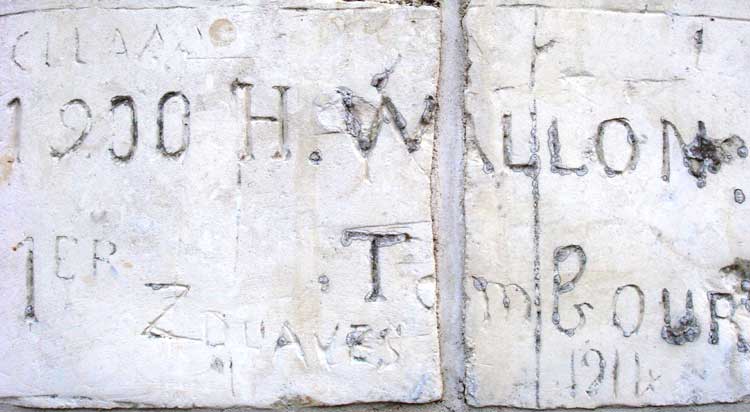 1900 H. WALLON.
1ER ZOUAVES
TAMBOUR
1911